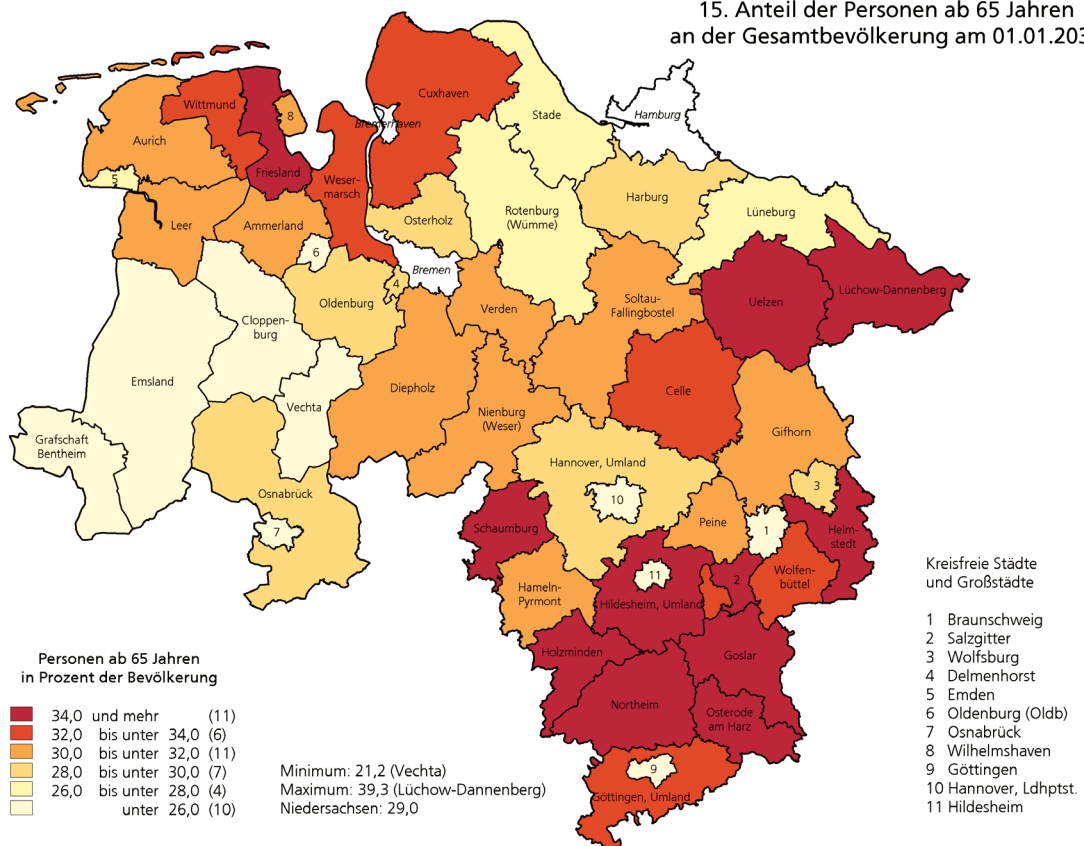 15. Anteil der Personen ab 65 Jahren
an der Gesamtbevölkerung am 01.01.203
Cuxhaven
Wittmund
Stade
8
Bremerhaven
Hamburg
Aurich
Friesland
5
Weser-
marsch
Harburg
Lüneburg
Rotenburg
(Wümme)
Osterholz
Leer
Ammerland
6
Bremen
4
Oldenburg
Verden
Soltau-
Fallingbostel
Uelzen
Lüchow-Dannenberg
Cloppen-
burg
Emsland
Vechta
Diepholz
Celle
Nienburg
(Weser)
Gifhorn
Grafschaft
Bentheim
Hannover, Umland
Osnabrück
10
3
7
Schaumburg
Peine
1
Helm-
stedt
Hameln-
Pyrmont
11
2
Wolfen-
büttel
Hildesheim, Umland
Holzminden
Goslar
Northeim
Osterode
am Harz
9
Göttingen, Umland
Kreisfreie Städte
und Großstädte
1 Braunschweig
2 Salzgitter
3 Wolfsburg
4 Delmenhorst
5 Emden
6 Oldenburg (Oldb)
7 Osnabrück
8 Wilhelmshaven
9 Göttingen
10 Hannover, Ldhptst.
11 Hildesheim
Personen ab 65 Jahren
in Prozent der Bevölkerung
34,0 und mehr (11)
32,0 bis unter 34,0 (6)
30,0 bis unter 32,0 (11)
28,0 bis unter 30,0 (7)
26,0 bis unter 28,0 (4)
unter 26,0 (10)
Minimum: 21,2 (Vechta)
Maximum: 39,3 (Lüchow-Dannenberg)
Niedersachsen: 29,0